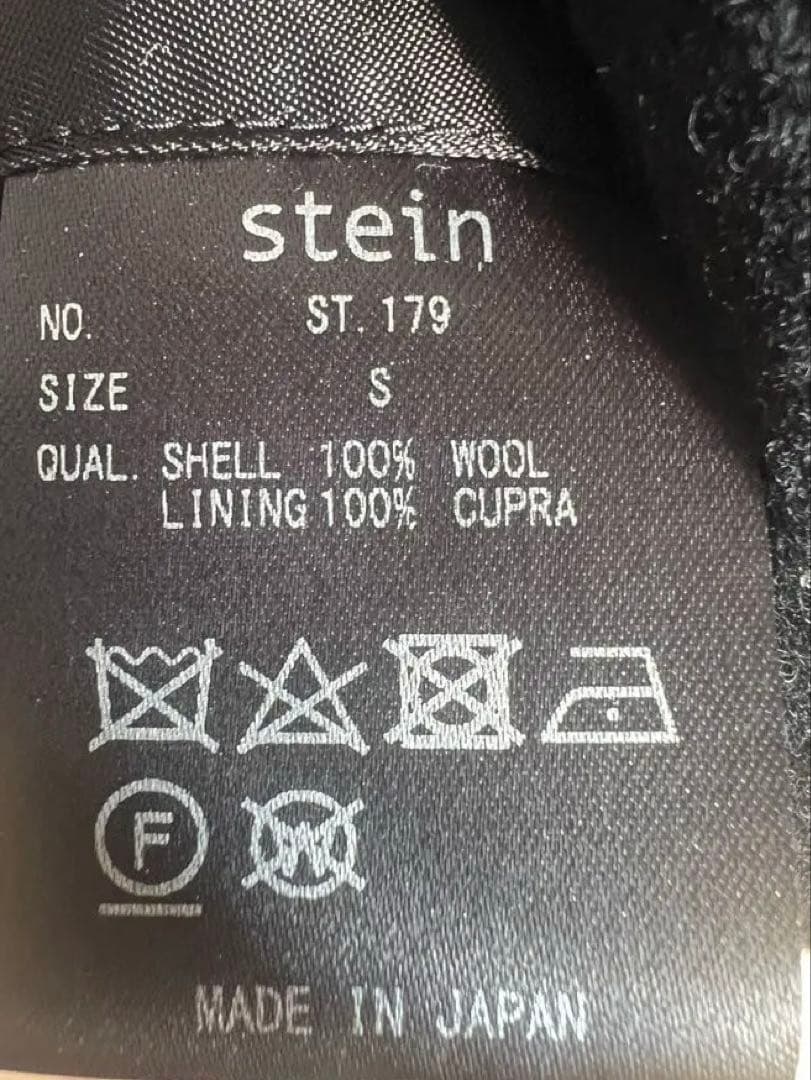 stein
NO. ST.179
SIZE S
QUAL. SHELL 100% WOOL
LINING 100% CUPRA
F
W
MADE IN JAPAN